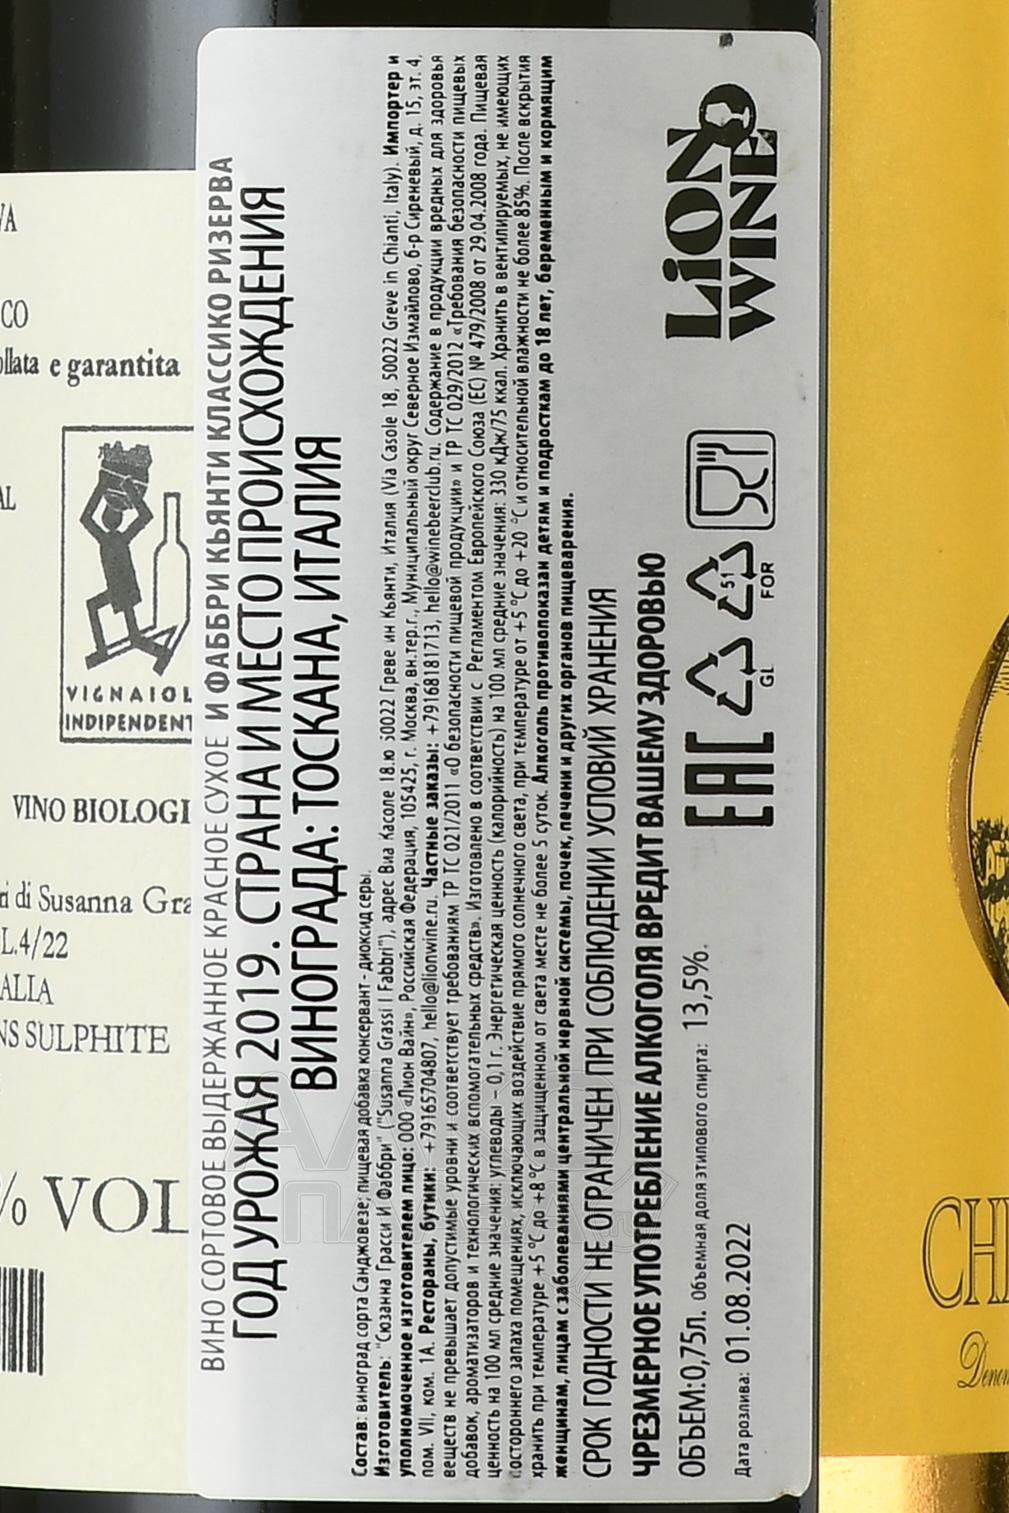 VA
CO
ollata e garantita
AL
VIGNAIOL
INDIPENDENT
VINO BIOLOGI
ri di Susanna Gra
L.4/22
ALIA
NS SULPHITE
% VOL
ВИНО СОРТОВОЕ ВЫДЕРЖАННОЕ КРАСНОЕ СУХОЕ И ФАББРИ КЬЯНТИ КЛАССИКО РИЗЕРВА
ГОД УРОЖАЯ 2019. СТРАНА И МЕСТО ПРОИСХОЖДЕНИЯ
ВИНОГРАДА: ТОСКАНА, ИТАЛИЯ
Состав: виноград сорта Санджовезе; пищевая добавка консервант - диоксид серы.
Изготовитель: "Сюзанна Грасси И Фаббри" ("Susanna Grassi I Fabbri"), адрес Виа Касоле 18.ю 30022 Греве ин Кьянти, Италия (Via Casole 18, 50022 Greve in Chianti, Italy). Импортер и
уполномоченное изготовителем лицо: ООО «Лион Вайн», Российская Федерация, 105425, г. Москва, вн.тер.г., Муниципальный округ Северное Измайлово, б-р Сиреневый, д. 15, эт. 4,
пом. VII, ком. 1А. Рестораны, бутики: +79165704807, hello@lionwine.ru. Частные заказы: +79168181713, hello@winebeerclub.ru. Содержание в продукции вредных для здоровья
веществ не превышает допустимые уровни и соответствует требованиям ТР ТС 021/2011 «О безопасности пищевой продукции» и ТР ТС 029/2012 «Требования безопасности пищевых
добавок, ароматизаторов и технологических вспомогательных средств». Изготовлено в соответствии с Регламентом Европейского Союза (ЕС) № 479/2008 от 29.04.2008 года. Пищевая
ценность на 100 мл средние значения: углеводы – 0,1 г. Энергетическая ценность (калорийность) на 100 мл средние значения: 330 кДж/75 ккал. Хранить в вентилируемых, не имеющих
постороннего запаха помещениях, исключающих воздействие прямого солнечного света, при температуре от +5 °С до +20 °С и относительной влажности не более 85%. После вскрытия
хранить при температуре +5 °С до +8 °С в защищенном от света месте не более 5 суток. Алкоголь противопоказан детям и подросткам до 18 лет, беременным и кормящим
женщинам, лицам с заболеваниями центральной нервной системы, почек, печени и других органов пищеварения.
СРОК ГОДНОСТИ НЕ ОГРАНИЧЕН ПРИ СОБЛЮДЕНИИ УСЛОВИЙ ХРАНЕНИЯ
ЧРЕЗМЕРНОЕ УПОТРЕБЛЕНИЕ АЛКОГОЛЯ ВРЕДИТ ВАШЕМУ ЗДОРОВЬЮ
ОБЪЕМ:0,75л. Объемная доля этилового спирта: 13,5%.
Дата розлива: 01.08.2022
EAC
GL
51
FOR
LION
WINE
CHI
Denom